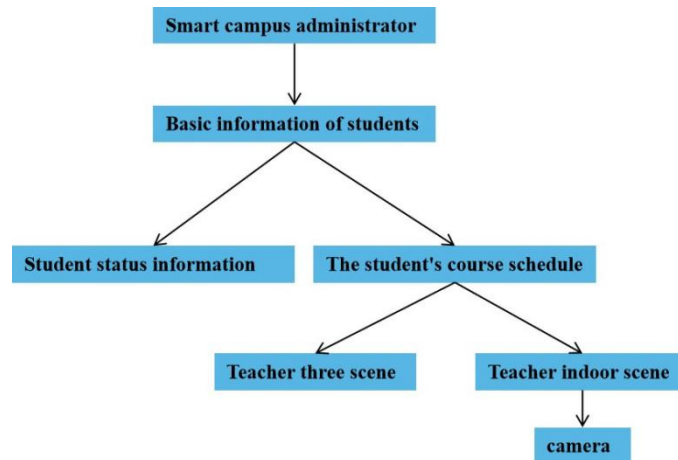 Smart campus administrator
Basic information of students
Student status information
The student's course schedule
Teacher three scene
Teacher indoor scene
camera